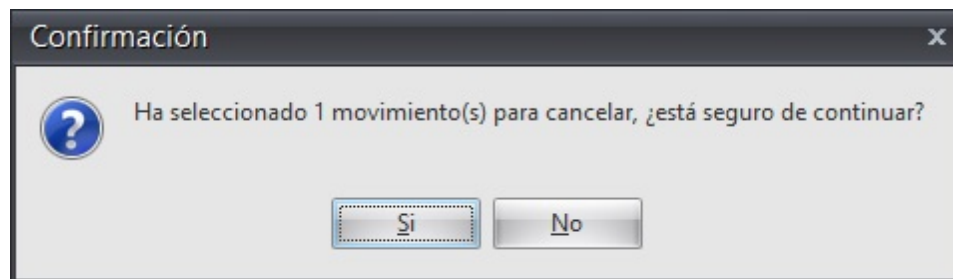 Confirmación
x
Ha seleccionado 1 movimiento(s) para cancelar, ¿está seguro de continuar?
Si
No